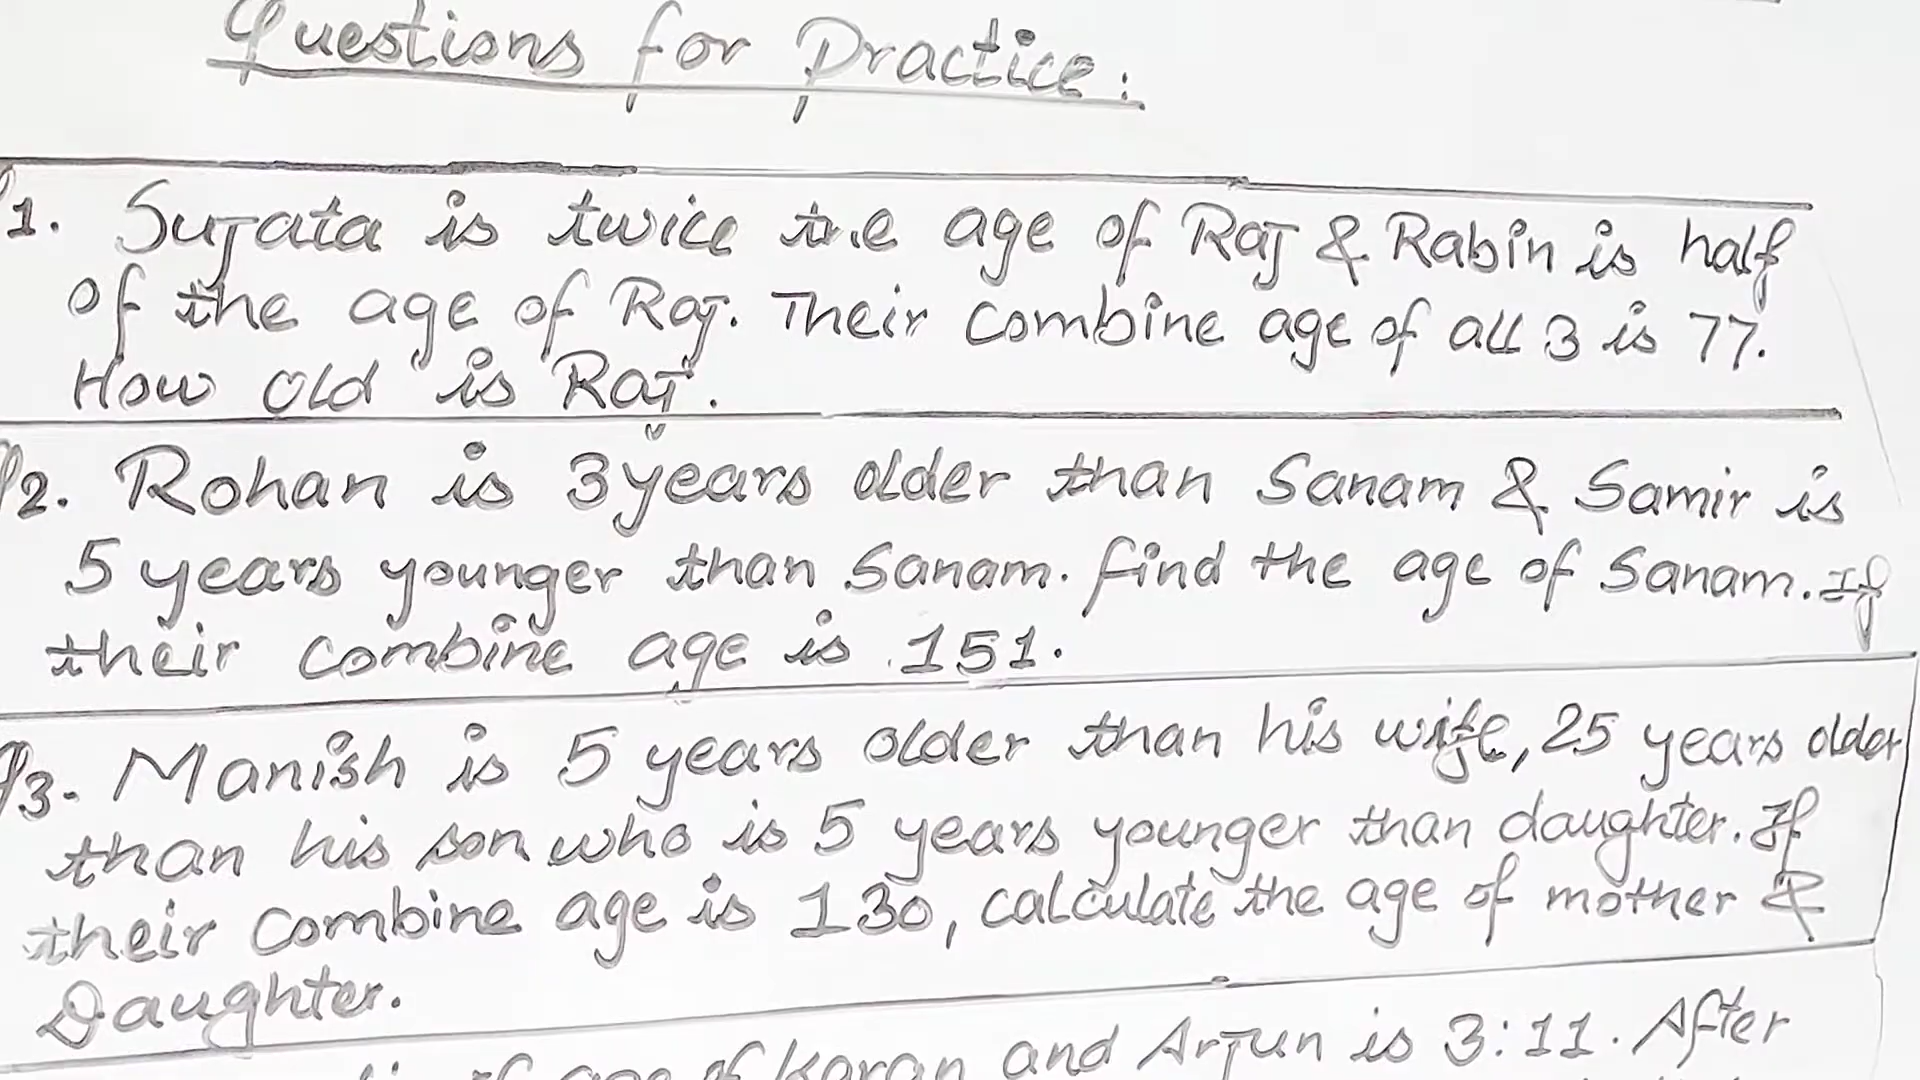 Questions for Practice:
1. Sujata is twice the age of Raj & Rabin is half
of the age of Raj. Their combine age of all 3 is 77.
How old is Raj.
2. Rohan is 3 years older than Sanam & Samir is
5 years younger than Sanam. find the age of Sanam. If
their combine age is 151.
3. Manish is 5 years older than his wife, 25 years older
than his son who is 5 years younger than daughter. If
their combine age is 130, calculate the age of mother &
Daughter.
of age of Karan and Arjun is 3:11. After